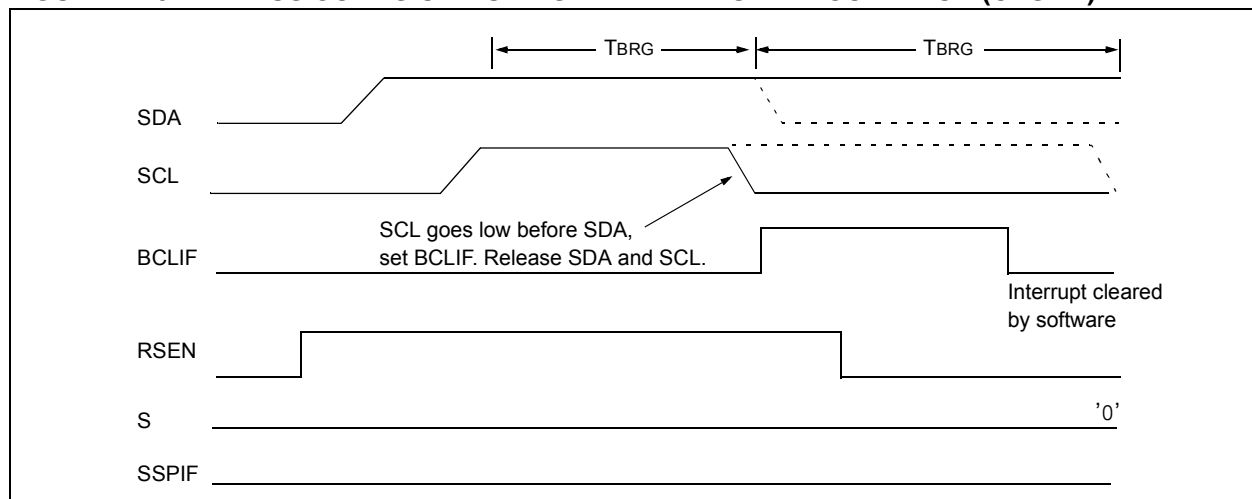 TBRG TBRG
SDA
SCL
SCL goes low before SDA,
set BCLIF. Release SDA and SCL.
BCLIF
Interrupt cleared
by software
RSEN
S '0'
SSPIF